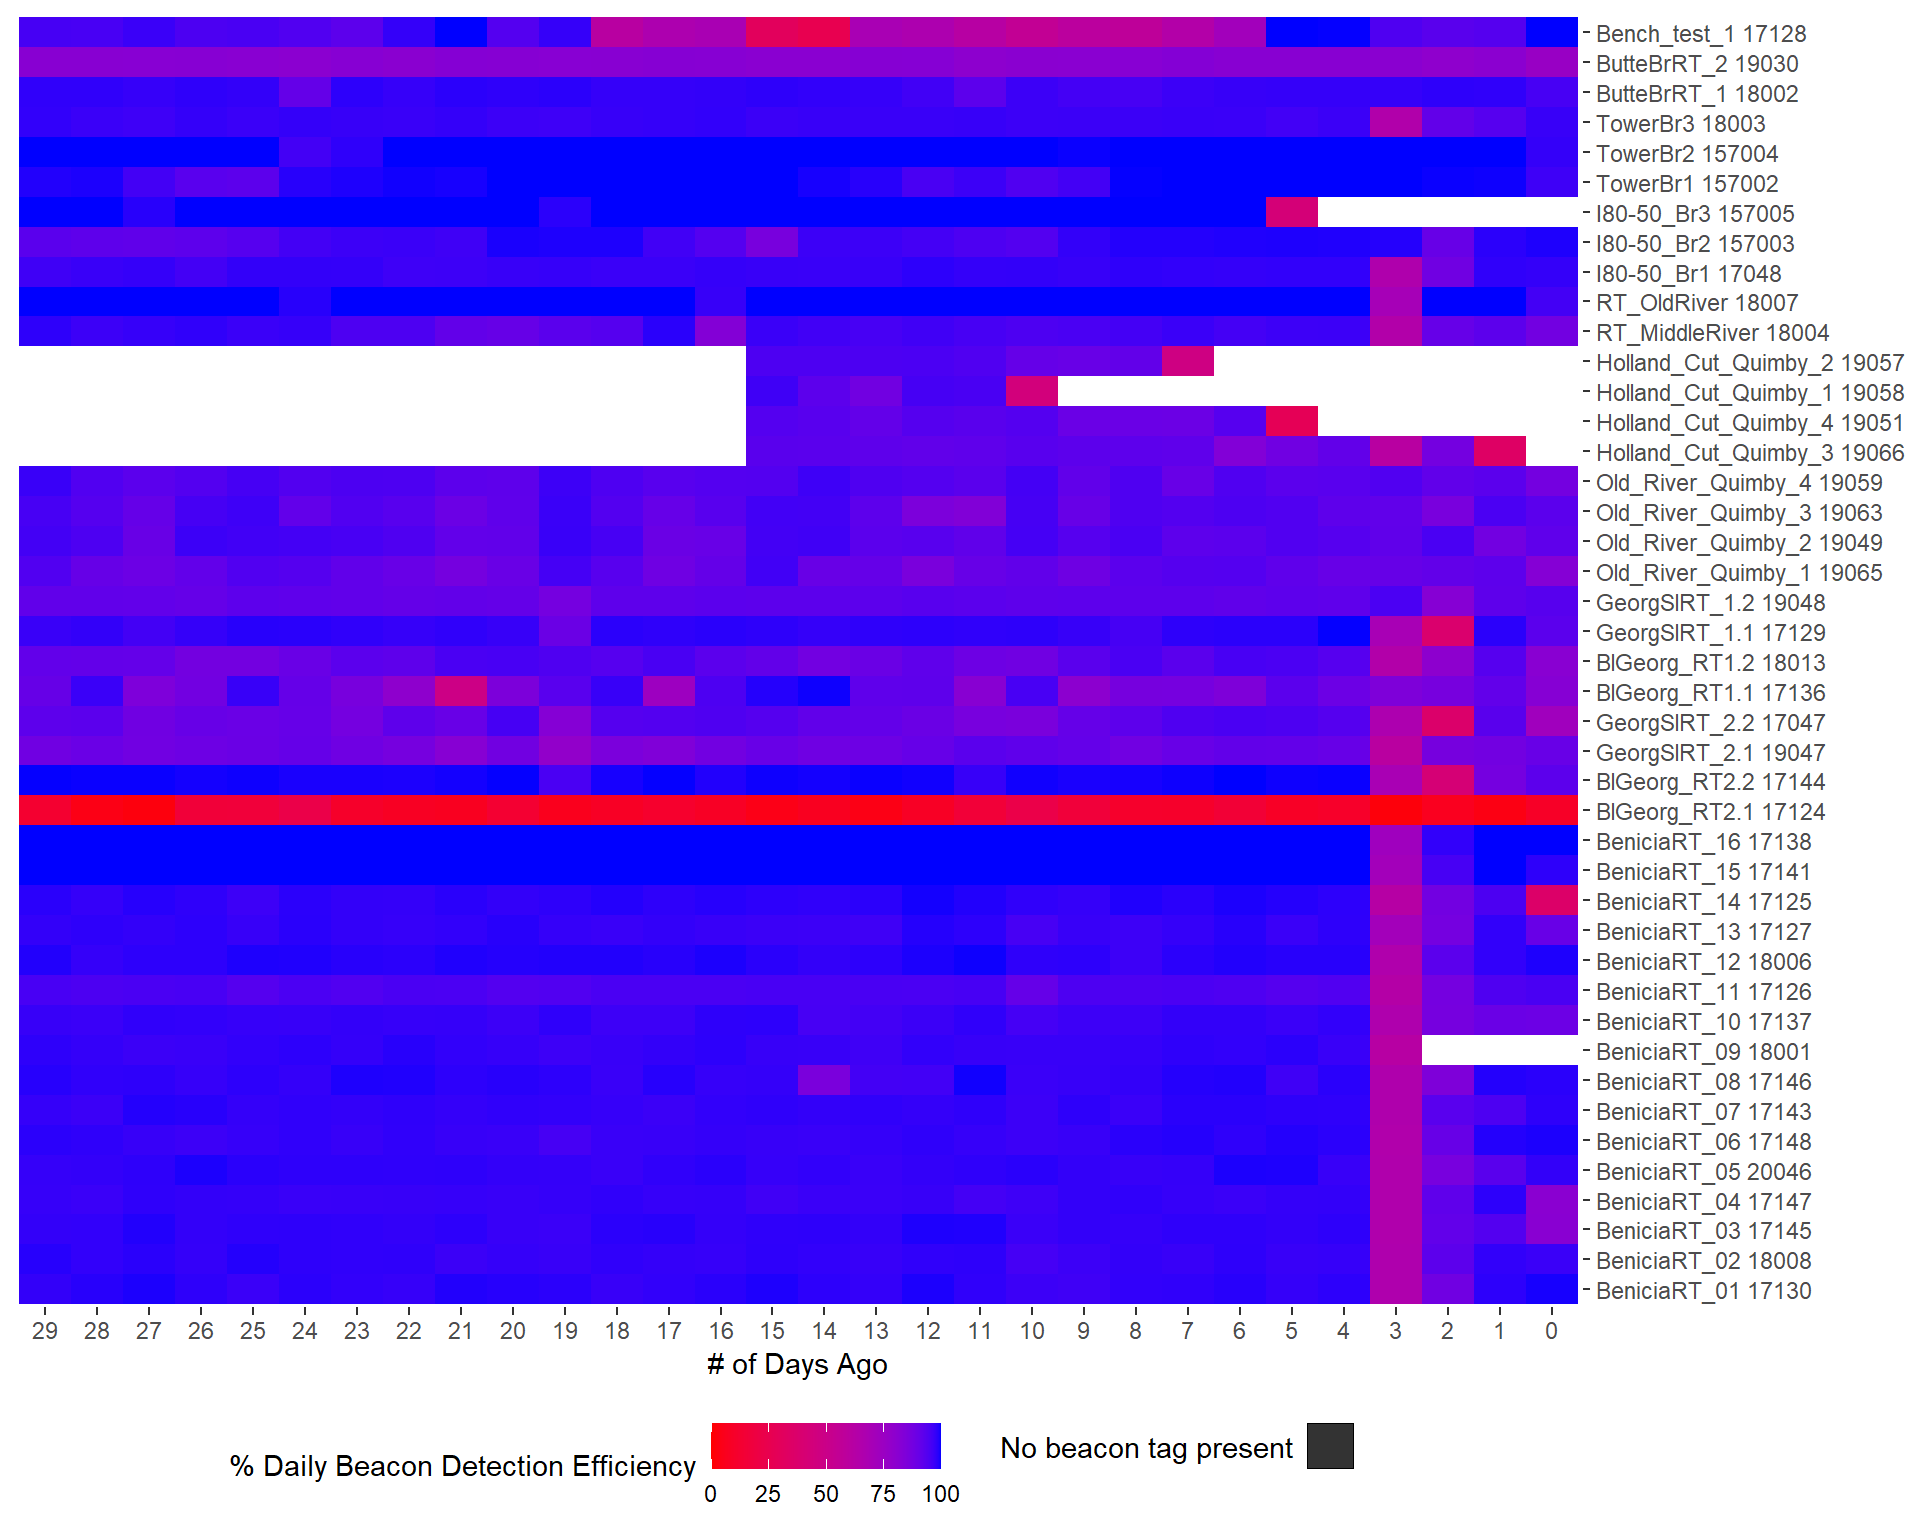 Bench_test_1 17128
ButteBrRT_2 19030
ButteBrRT_1 18002
TowerBr3 18003
TowerBr2 157004
TowerBr1 157002
I80-50_Br3 157005
I80-50_Br2 157003
I80-50_Br1 17048
RT_OldRiver 18007
RT_MiddleRiver 18004
Holland_Cut_Quimby_2 19057
Holland_Cut_Quimby_1 19058
Holland_Cut_Quimby_4 19051
Holland_Cut_Quimby_3 19066
Old_River_Quimby_4 19059
Old_River_Quimby_3 19063
Old_River_Quimby_2 19049
Old_River_Quimby_1 19065
GeorgSlRT_1.2 19048
GeorgSlRT_1.1 17129
BlGeorg_RT1.2 18013
BlGeorg_RT1.1 17136
GeorgSlRT_2.2 17047
GeorgSlRT_2.1 19047
BlGeorg_RT2.2 17144
BlGeorg_RT2.1 17124
BeniciaRT_16 17138
BeniciaRT_15 17141
BeniciaRT_14 17125
BeniciaRT_13 17127
BeniciaRT_12 18006
BeniciaRT_11 17126
BeniciaRT_10 17137
BeniciaRT_09 18001
BeniciaRT_08 17146
BeniciaRT_07 17143
BeniciaRT_06 17148
BeniciaRT_05 20046
BeniciaRT_04 17147
BeniciaRT_03 17145
BeniciaRT_02 18008
BeniciaRT_01 17130
29 28 27 26 25 24 23 22 21 20 19 18 17 16 15 14 13 12 11 10 9 8 7 6 5 4 3 2 1 0
# of Days Ago
% Daily Beacon Detection Efficiency
0 25 50 75 100
No beacon tag present